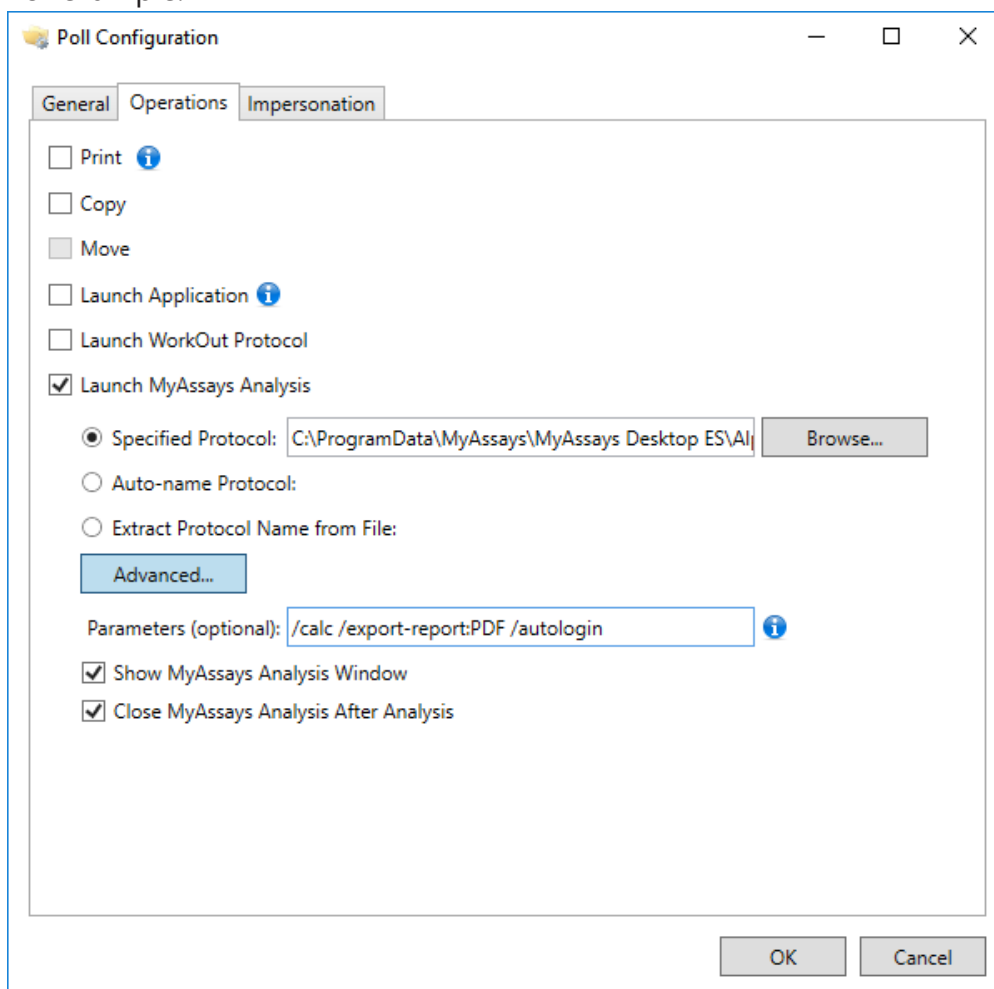 Poll Configuration
General Operations Impersonation
Print
Copy
Move
Launch Application
Launch WorkOut Protocol
Launch MyAssays Analysis
Specified Protocol: C:\ProgramData\MyAssays\MyAssays Desktop ES\Al Browse...
Auto-name Protocol:
Extract Protocol Name from File:
Advanced...
Parameters (optional): /calc /export-report:PDF /autologin
Show MyAssays Analysis Window
Close MyAssays Analysis After Analysis
OK Cancel